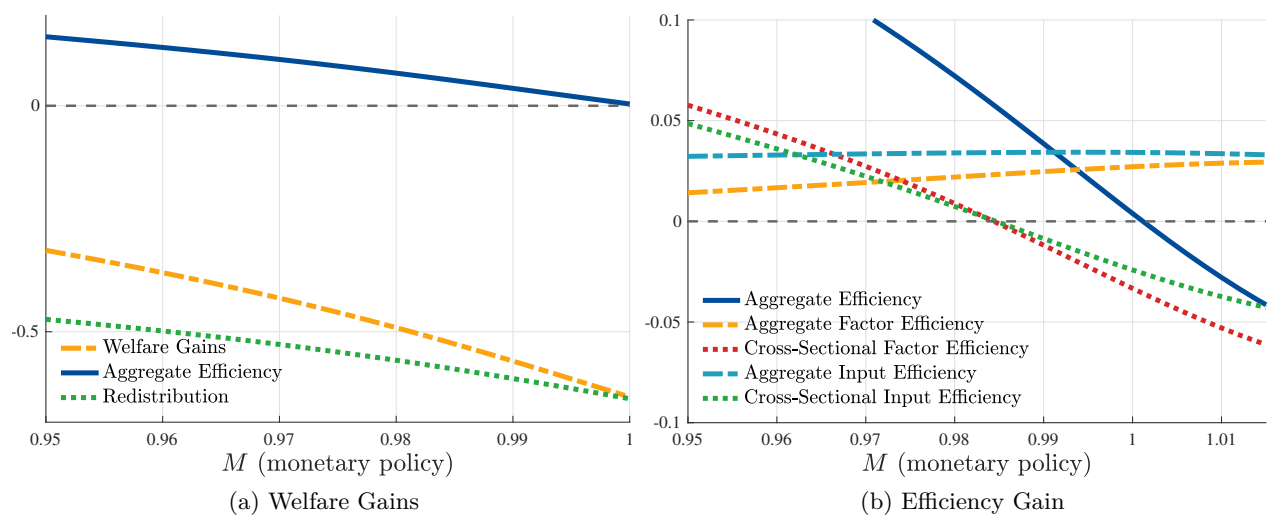 0
-0.5
Welfare Gains
Aggregate Efficiency
Redistribution
0.95
0.96
0.97
0.98
0.99
1
M (monetary policy)
(a) Welfare Gains
0.1
0.05
0
-0.05
-0.1
Aggregate Efficiency
Aggregate Factor Efficiency
Cross-Sectional Factor Efficiency
Aggregate Input Efficiency
Cross-Sectional Input Efficiency
0.95
0.96
0.97
0.98
0.99
1
1.01
M (monetary policy)
(b) Efficiency Gain